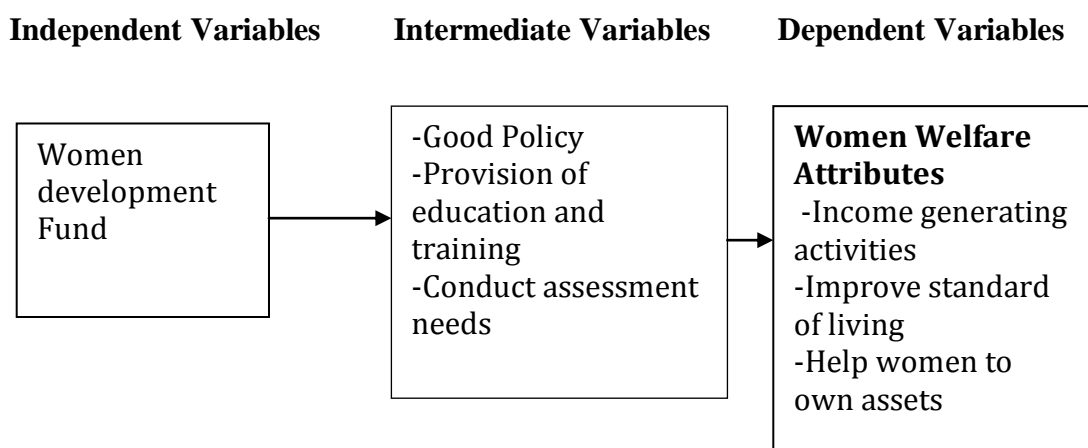 Independent Variables
Intermediate Variables
Dependent Variables
Women
development
Fund
-Good Policy
-Provision of
education and
training
-Conduct assessment
needs
Women Welfare
Attributes
-Income generating
activities
-Improve standard
of living
-Help women to
own assets